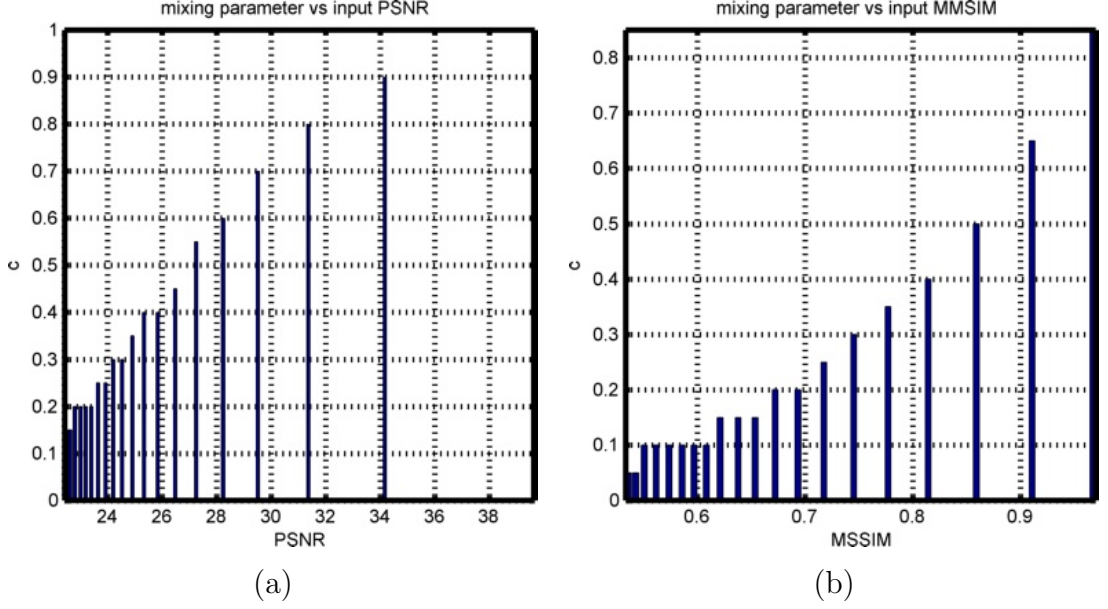 mixing parameter vs input PSNR
1
0.9
0.8
0.7
0.6
0.5
0.4
0.3
0.2
0.1
0
c
24 26 28 30 32 34 36 38
PSNR
(a)
mixing parameter vs input MMSIM
0.8
0.7
0.6
0.5
0.4
0.3
0.2
0.1
0
c
0.6 0.7 0.8 0.9
MSSIM
(b)